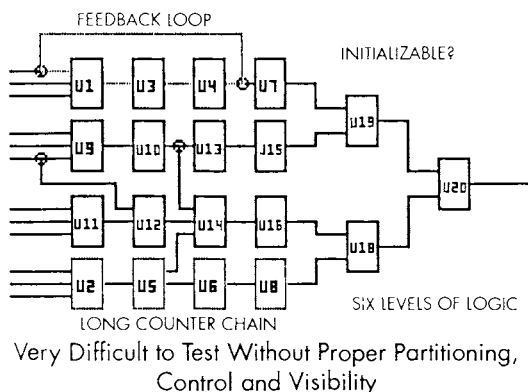 FEEDBACK LOOP
INITIALIZABLE?
U1 U3 U4 U7
U19
U9 U10 U13 U15
U20
U11 U12 U14 U16
U18
U2 U5 U6 U8
SIX LEVELS OF LOGIC
LONG COUNTER CHAIN
Very Difficult to Test Without Proper Partitioning,
Control and Visibility